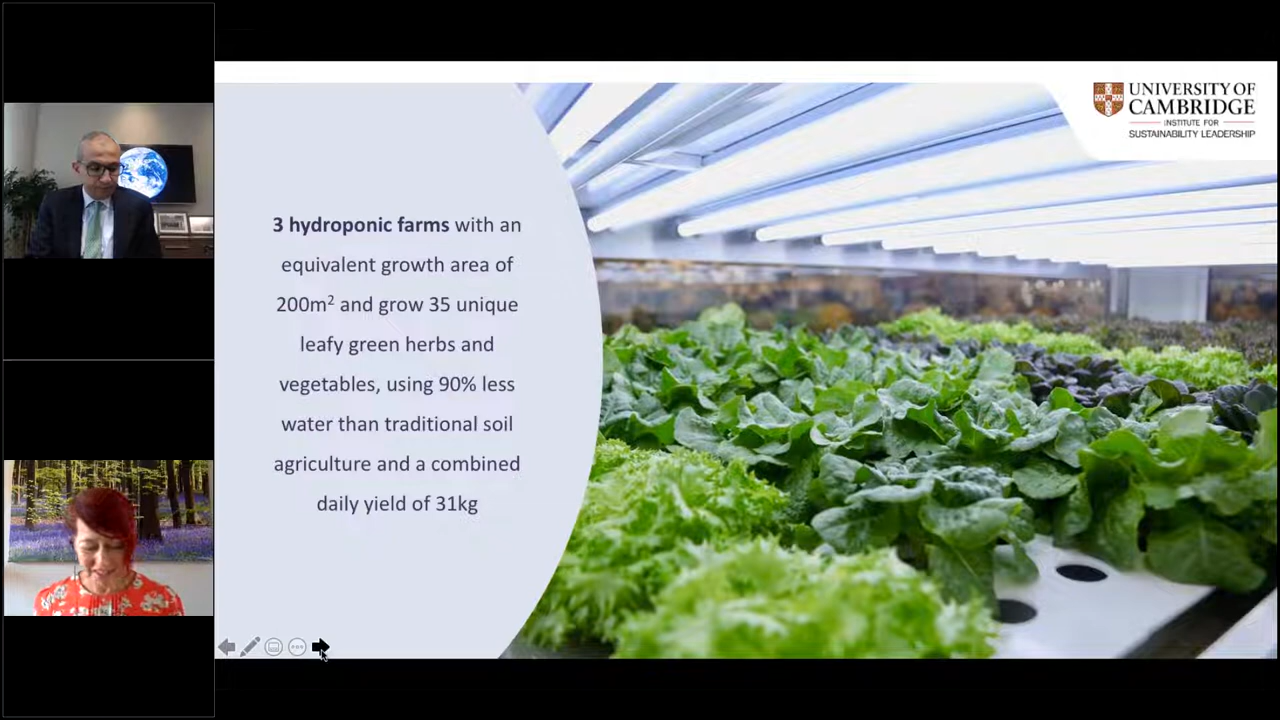 UNIVERSITY OF
CAMBRIDGE
INSTITUTE FOR
SUSTAINABILITY LEADERSHIP
3 hydroponic farms with an
equivalent growth area of
200m² and grow 35 unique
leafy green herbs and
vegetables, using 90% less
water than traditional soil
agriculture and a combined
daily yield of 31kg